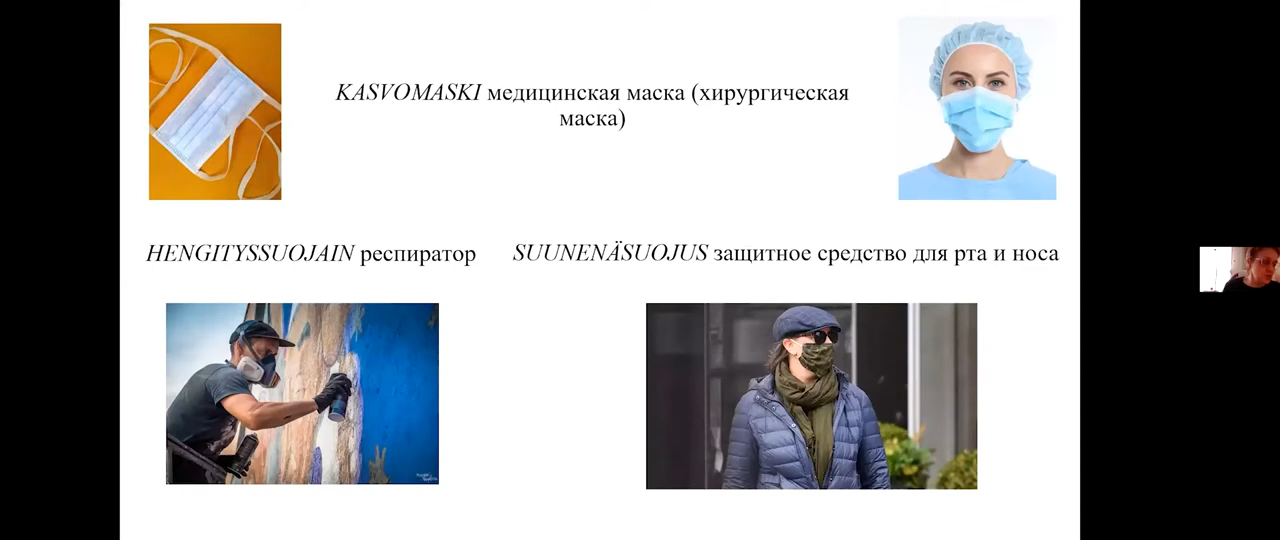 KASVOMASKI медицинская маска (хирургическая
маска)
HENGITYSSUOJAIN респиратор
SUUNENÄSUOJUS защитное средство для рта и носа